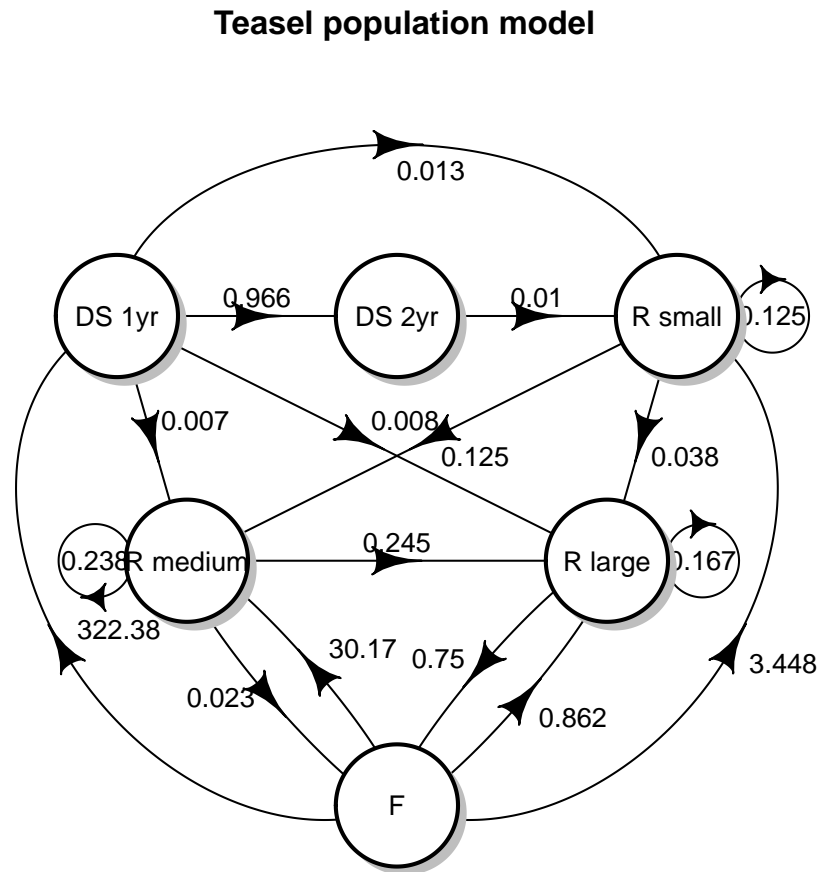 Teasel population model
0.013
DS 1yr
0.966
DS 2yr
0.01
R small
0.125
0.007
0.008
0.125
0.038
0.238
R medium
0.245
R large
0.167
322.38
0.023
30.17
0.75
0.862
3.448
F